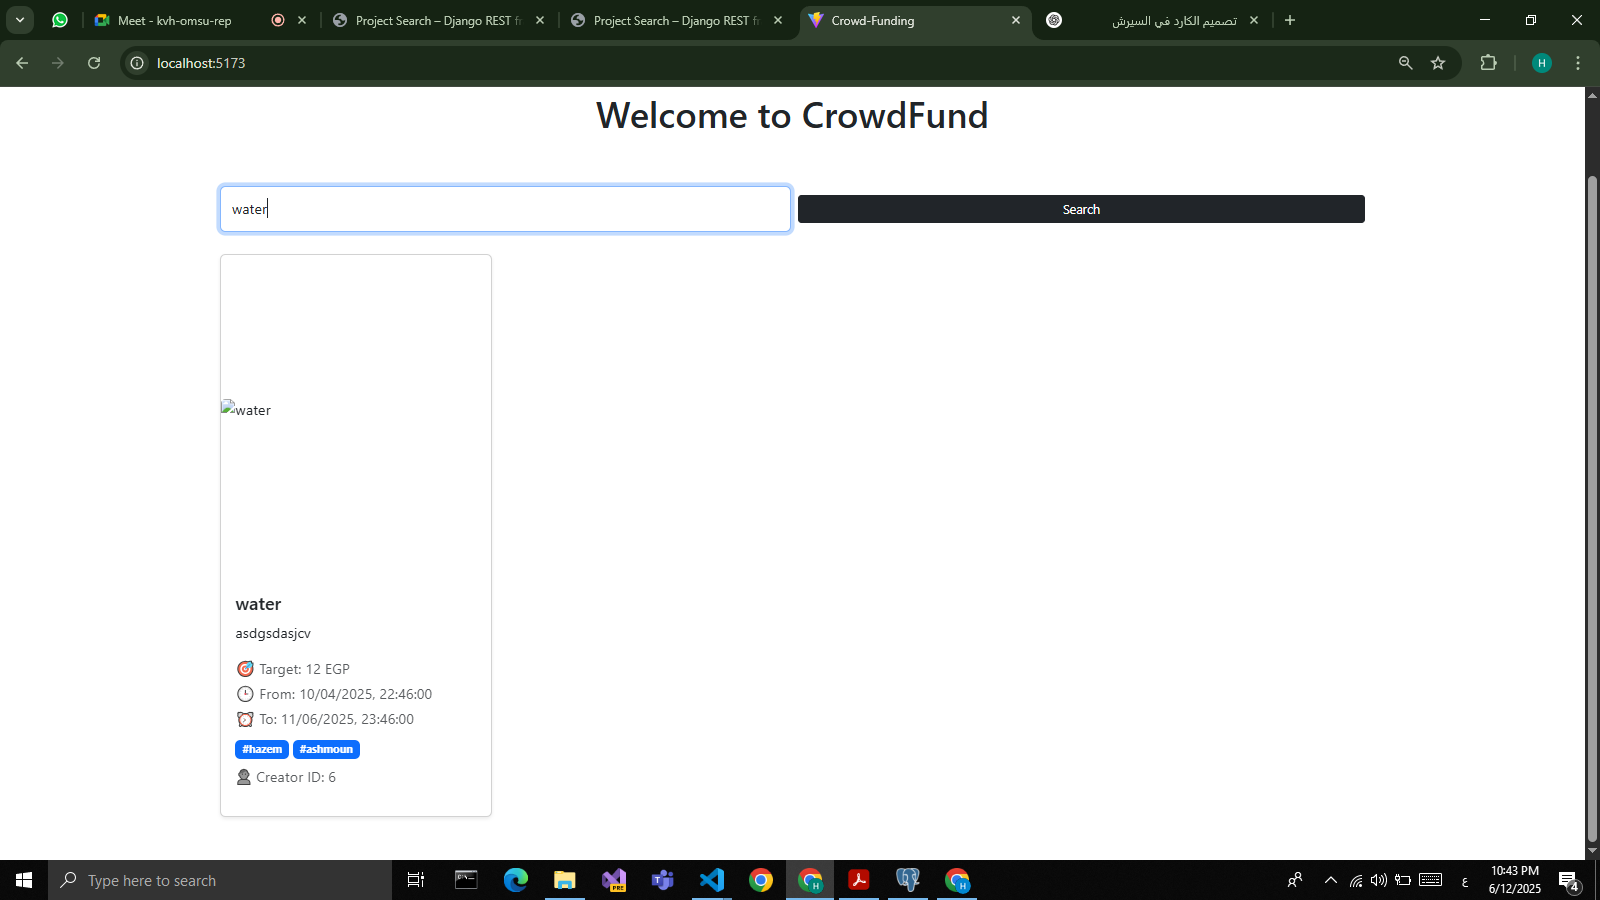 Meet - kvh-omsu-rep
Project Search – Django REST fr
Project Search – Django REST fr
Crowd-Funding
تصميم الكارد في السيرش
localhost:5173
H
Welcome to CrowdFund
water
Search
water
water
asdgsdasjcv
Target: 12 EGP
From: 10/04/2025, 22:46:00
To: 11/06/2025, 23:46:00
#hazem #ashmoun
Creator ID: 6
Type here to search
PRE
H
H
ع
10:43 PM
6/12/2025
4